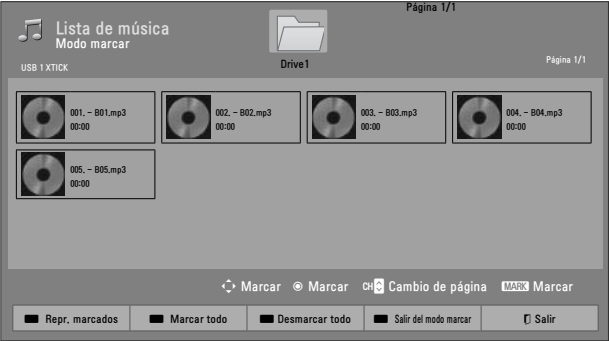 Página 1/1
Lista de música
Modo marcar
Drive1
USB 1 XTICK
Página 1/1
001. - B01.mp3
00:00
002. - B02.mp3
00:00
003. - B03.mp3
00:00
004. - B04.mp3
00:00
005. - B05.mp3
00:00
Marcar Marcar CH Cambio de página MARK Marcar
Repr. marcados Marcar todo Desmarcar todo Salir del modo marcar Salir